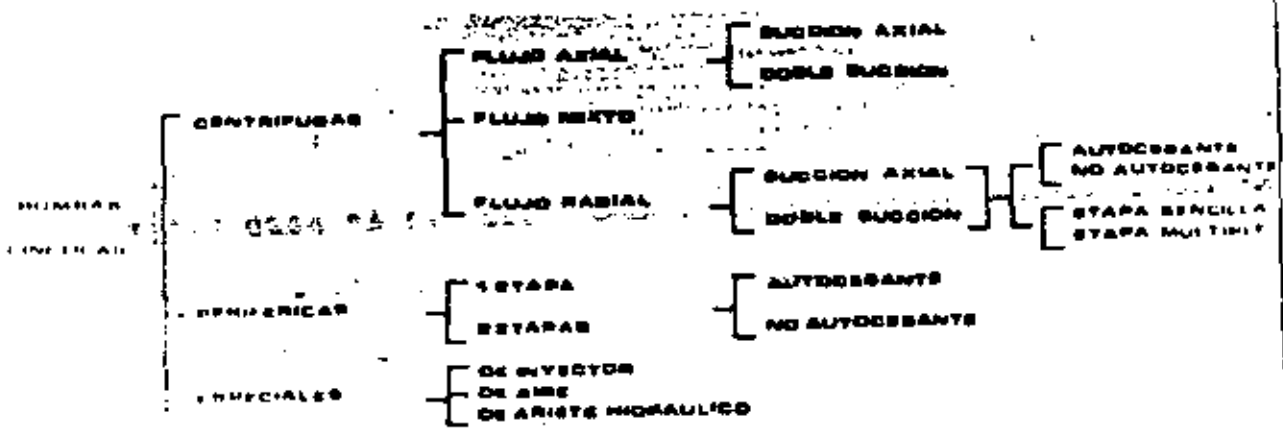 BOMBAS
CINETICAS
CENTRIFUGAS
FLUJO AXIAL
SUCCION AXIAL
DOBLE SUCCION
FLUJO MIXTO
FLUJO RADIAL
SUCCION AXIAL
DOBLE SUCCION
AUTOCEBANTE
NO AUTOCEBANTE
ETAPA SENCILLA
ETAPA MULTIPLE
PERIFERICAS
1 ETAPA
ETAPAS
AUTOCEBANTE
NO AUTOCEBANTE
ESPECIALES
DE INYECTOR
DE AIRE
DE ARIETE HIDRAULICO